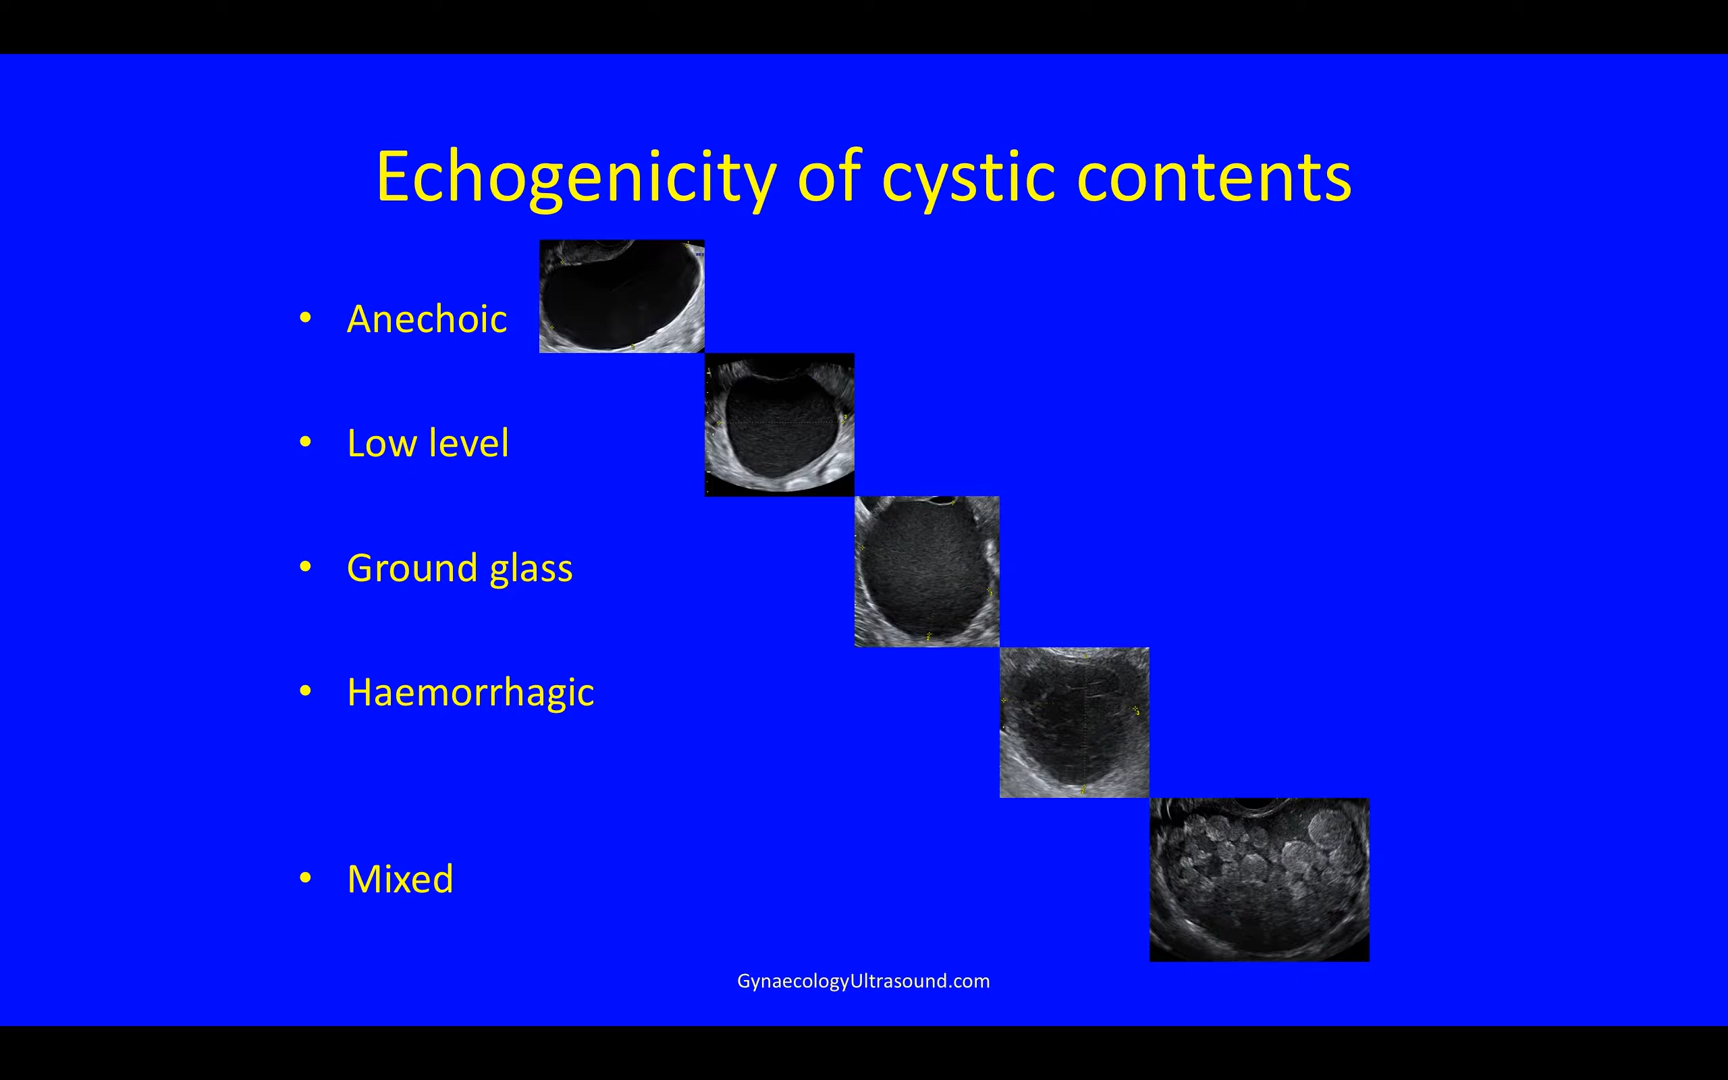 Echogenicity of cystic contents
• Anechoic
• Low level
• Ground glass
• Haemorrhagic
• Mixed
GynaecologyUltrasound.com